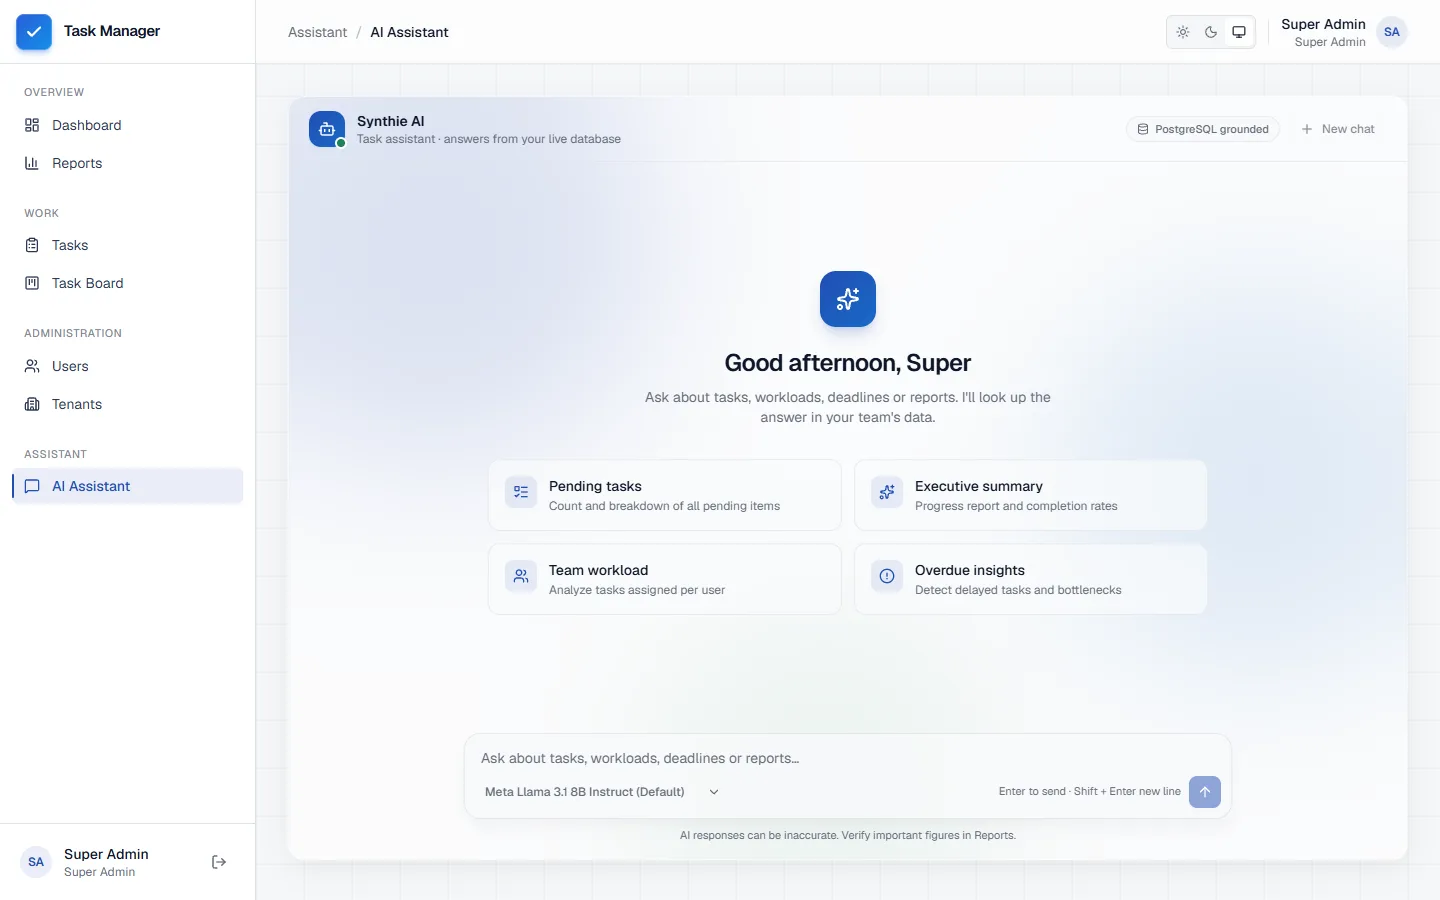 Task Manager
Assistant / AI Assistant
Super Admin
Super Admin
SA
OVERVIEW
Dashboard
Reports
WORK
Tasks
Task Board
ADMINISTRATION
Users
Tenants
ASSISTANT
AI Assistant
Synthie AI
Task assistant · answers from your live database
PostgreSQL grounded
New chat
Good afternoon, Super
Ask about tasks, workloads, deadlines or reports. I'll look up the
answer in your team's data.
Pending tasks
Count and breakdown of all pending items
Executive summary
Progress report and completion rates
Team workload
Analyze tasks assigned per user
Overdue insights
Detect delayed tasks and bottlenecks
Ask about tasks, workloads, deadlines or reports...
Meta Llama 3.1 8B Instruct (Default)
Enter to send · Shift + Enter new line
AI responses can be inaccurate. Verify important figures in Reports.
SA
Super Admin
Super Admin